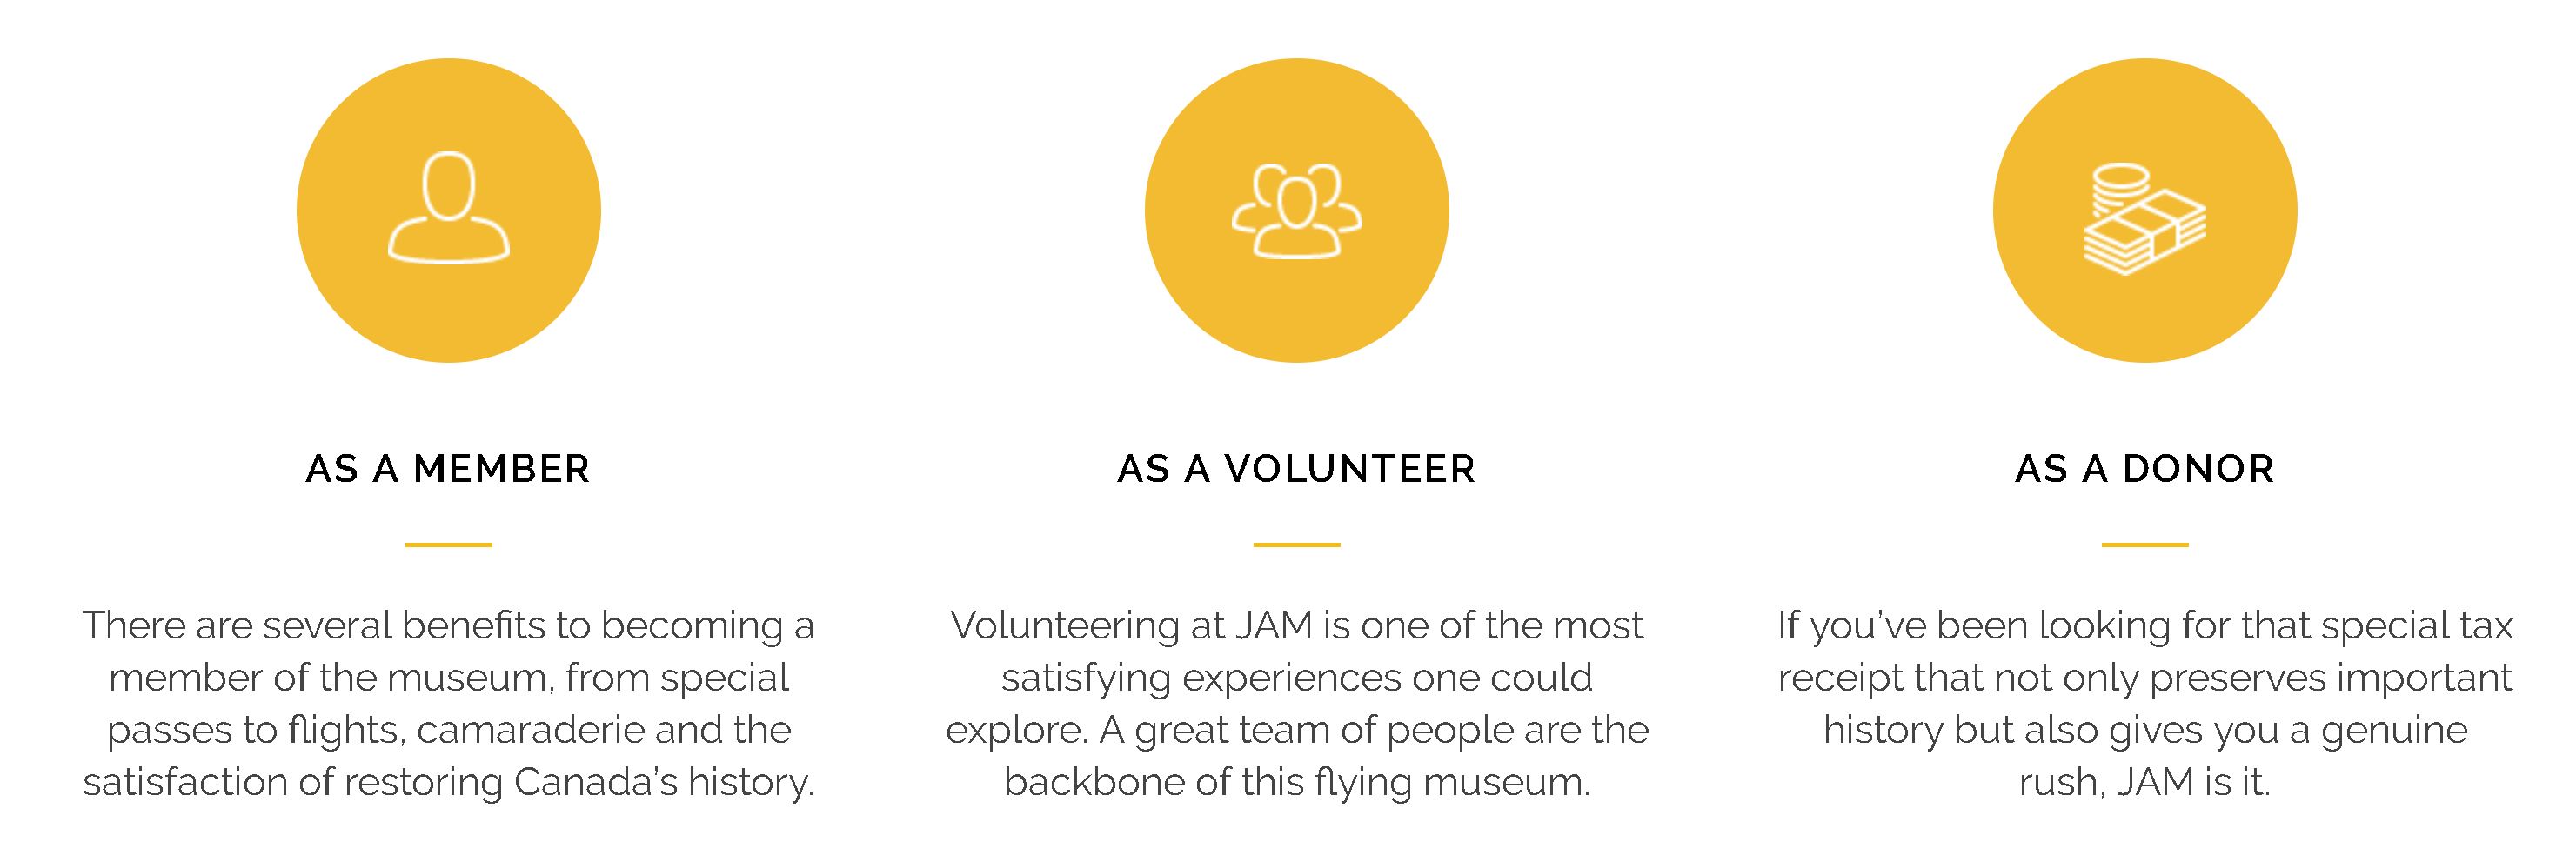 AS A MEMBER
There are several benefits to becoming a
member of the museum, from special
passes to flights, camaraderie and the
satisfaction of restoring Canada’s history.
AS A VOLUNTEER
Volunteering at JAM is one of the most
satisfying experiences one could
explore. A great team of people are the
backbone of this flying museum.
AS A DONOR
If you’ve been looking for that special tax
receipt that not only preserves important
history but also gives you a genuine
rush, JAM is it.